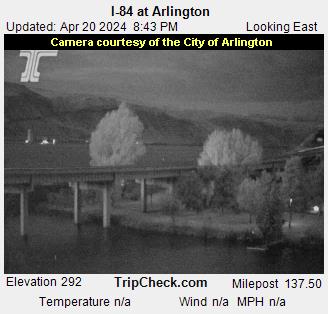 I-84 at Arlington
Updated: Apr 20 2024 8:43 PM Looking East
Camera courtesy of the City of Arlington
Elevation 292 TripCheck.com Milepost 137.50
Temperature n/a Wind n/a MPH n/a